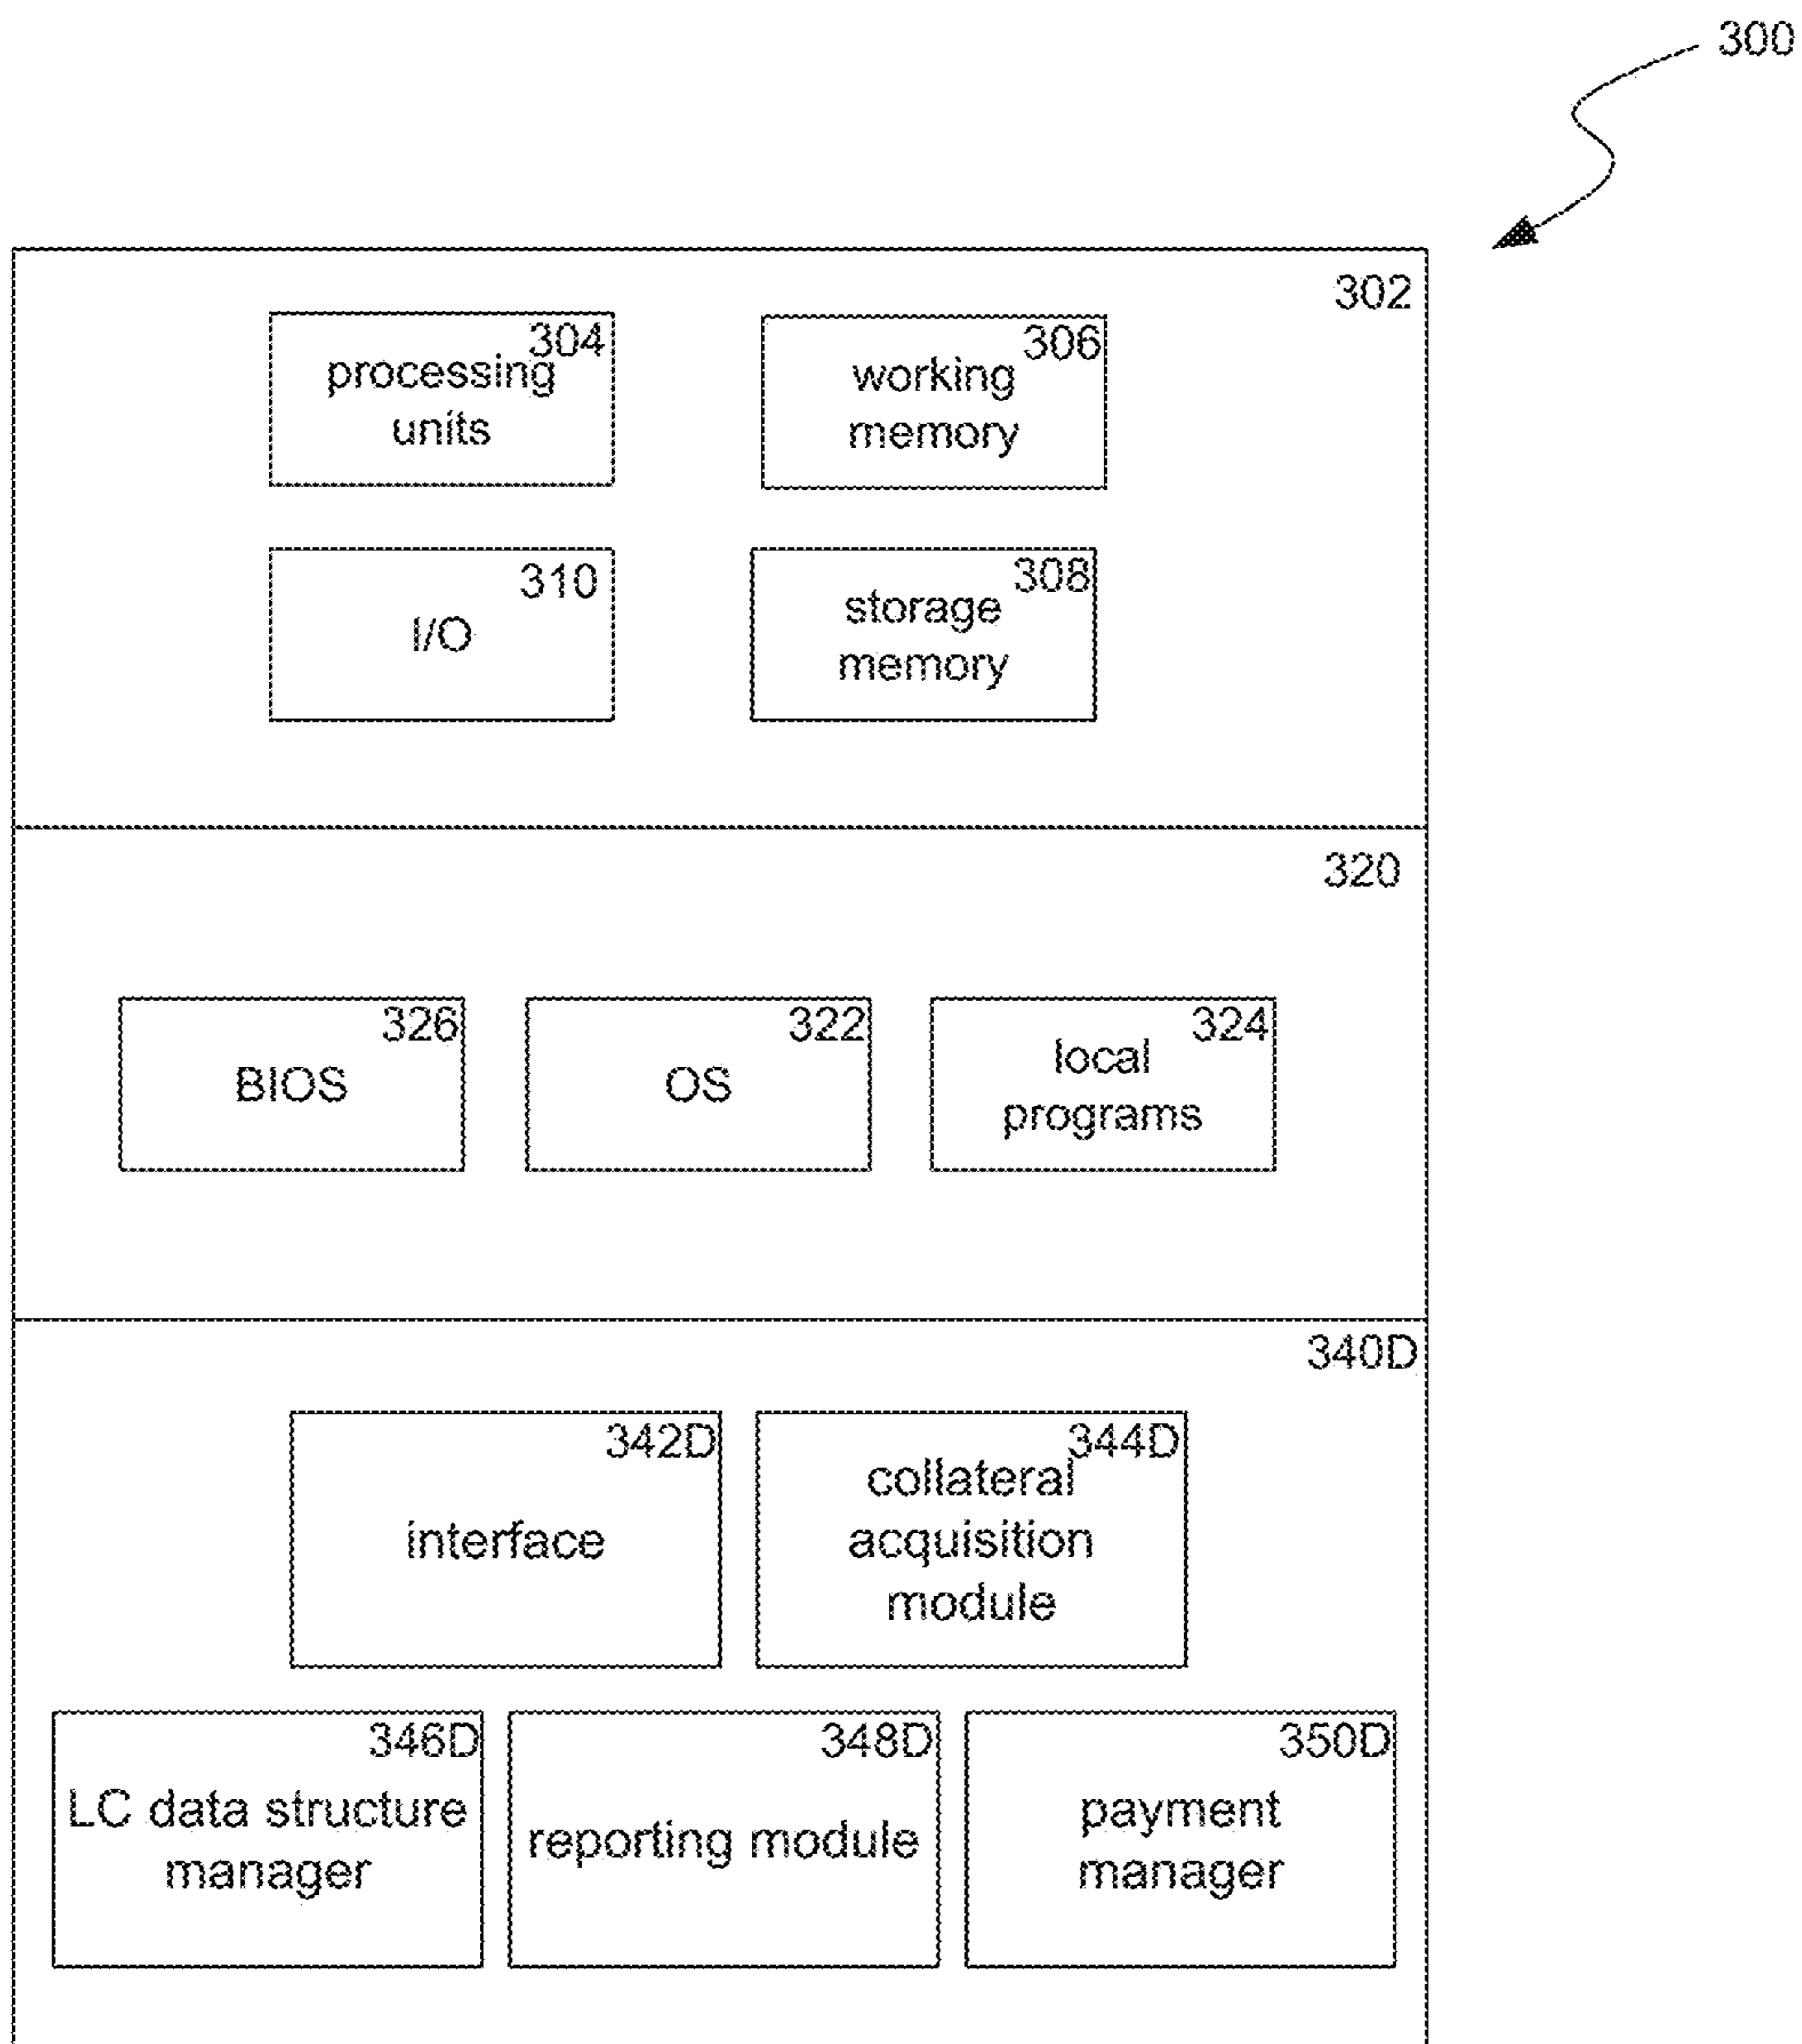 300
302
304
processing
units
306
working
memory
310
I/O
308
storage
memory
320
326
BIOS
322
OS
324
local
programs
340D
342D
interface
344D
collateral
acquisition
module
346D
LC data structure
manager
348D
reporting module
350D
payment
manager